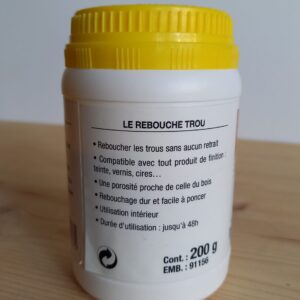 LE REBOUCHE TROU
• Reboucher les trous sans aucun retrait
• Compatible avec tout produit de finition :
teinte, vernis, cires…
• Une porosité proche de celle du bois
• Rebouchage dur et facile à poncer
• Utilisation intérieur
• Durée d'utilisation : jusqu'à 48h
Cont. : 200 g
EMB. : 91156